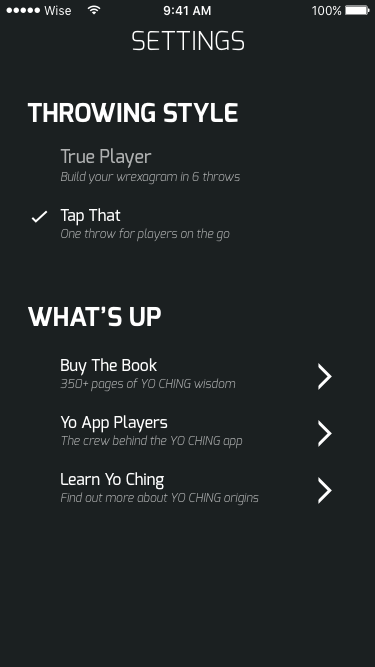 Wise 9:41 AM 100%
SETTINGS
THROWING STYLE
True Player
Build your wrexagram in 6 throws
Tap That
One throw for players on the go
WHAT'S UP
Buy The Book
350+ pages of YO CHING wisdom
Yo App Players
The crew behind the YO CHING app
Learn Yo Ching
Find out more about YO CHING origins